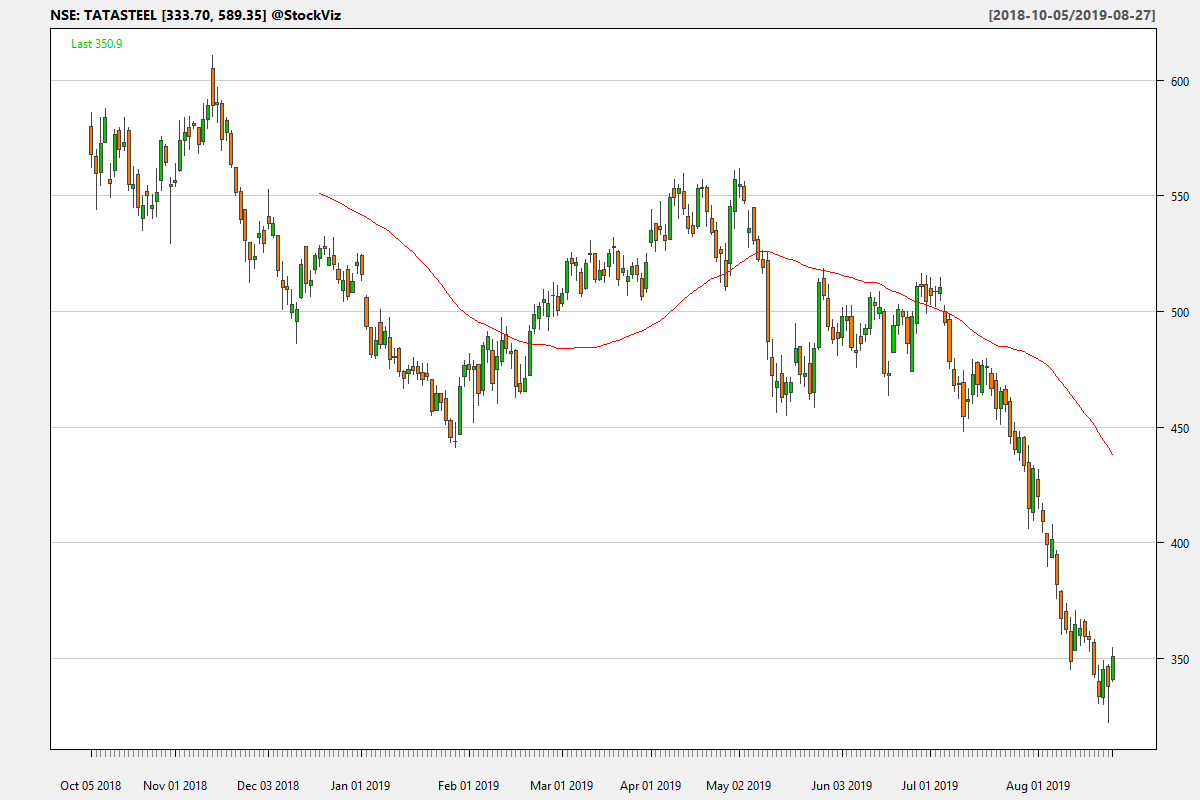 NSE: TATASTEEL [333.70, 589.35] @StockViz [2018-10-05/2019-08-27]
Last 350.9
600
550
500
450
400
350
Oct 05 2018 Nov 01 2018 Dec 03 2018 Jan 01 2019 Feb 01 2019 Mar 01 2019 Apr 01 2019 May 02 2019 Jun 03 2019 Jul 01 2019 Aug 01 2019